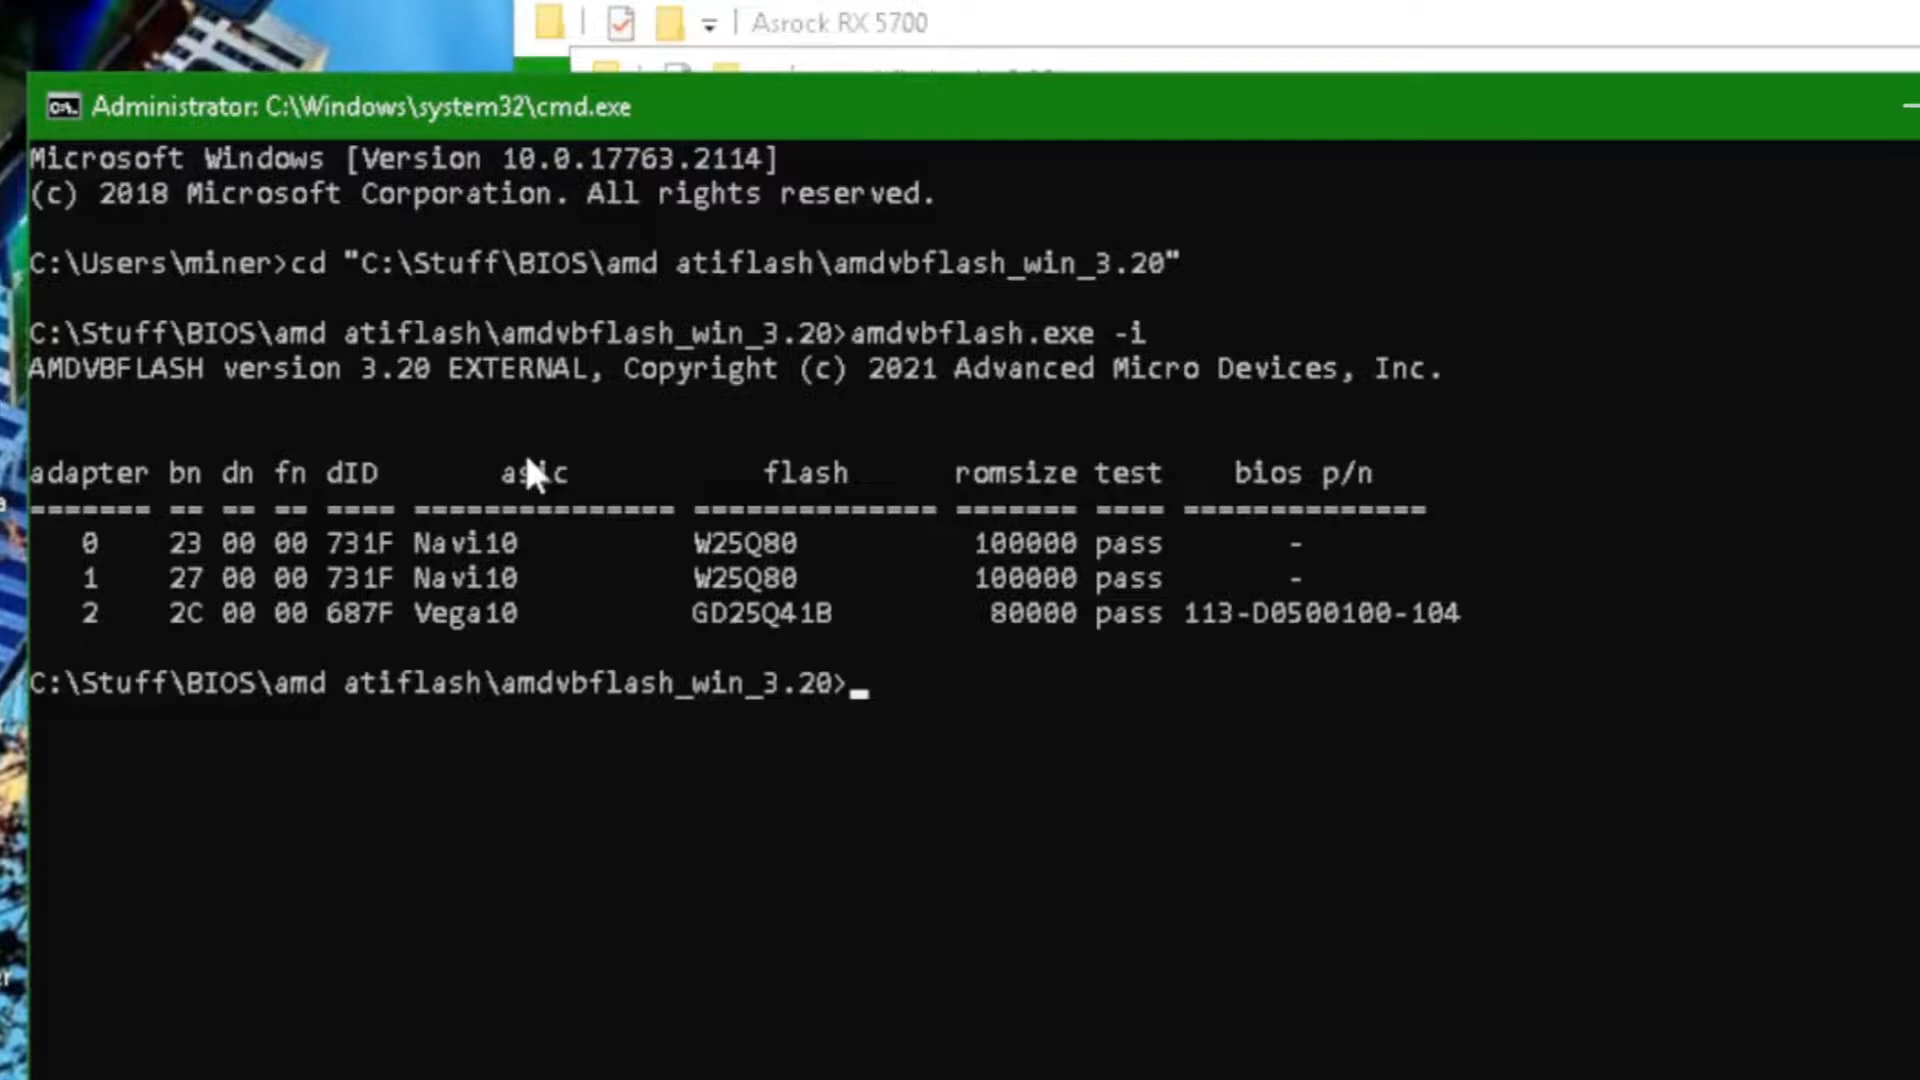 Asrock RX 5700
Administrator: C:\Windows\system32\cmd.exe
Microsoft Windows [Version 10.0.17763.2114]
(c) 2018 Microsoft Corporation. All rights reserved.
C:\Users\miner>cd "C:\Stuff\BIOS\amd atiflash\amdvbflash_win_3.20"
C:\Stuff\BIOS\amd atiflash\amdvbflash_win_3.20>amdvbflash.exe -i
AMDVBFLASH version 3.20 EXTERNAL, Copyright (c) 2021 Advanced Micro Devices, Inc.
adapter bn dn fn dID asic flash romsize test bios p/n
======= == == == ==== =============== ============== ======= ==== ==============
0 23 00 00 731F Navi10 W25Q80 100000 pass -
1 27 00 00 731F Navi10 W25Q80 100000 pass -
2 2C 00 00 687F Vega10 GD25Q41B 80000 pass 113-D0500100-104
C:\Stuff\BIOS\amd atiflash\amdvbflash_win_3.20>_